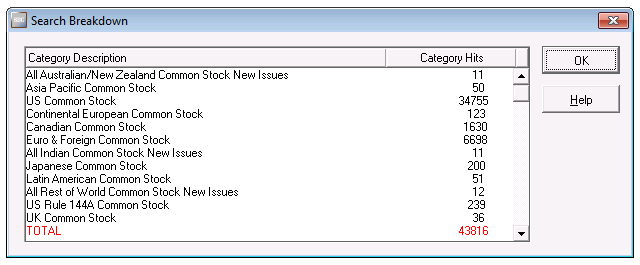 Search Breakdown
Category Description Category Hits
OK
All Australian/New Zealand Common Stock New Issues 11
Asia Pacific Common Stock 50
US Common Stock 34755
Help
Continental European Common Stock 123
Canadian Common Stock 1630
Euro & Foreign Common Stock 6698
All Indian Common Stock New Issues 11
Japanese Common Stock 200
Latin American Common Stock 51
All Rest of World Common Stock New Issues 12
US Rule 144A Common Stock 239
UK Common Stock 36
TOTAL 43816